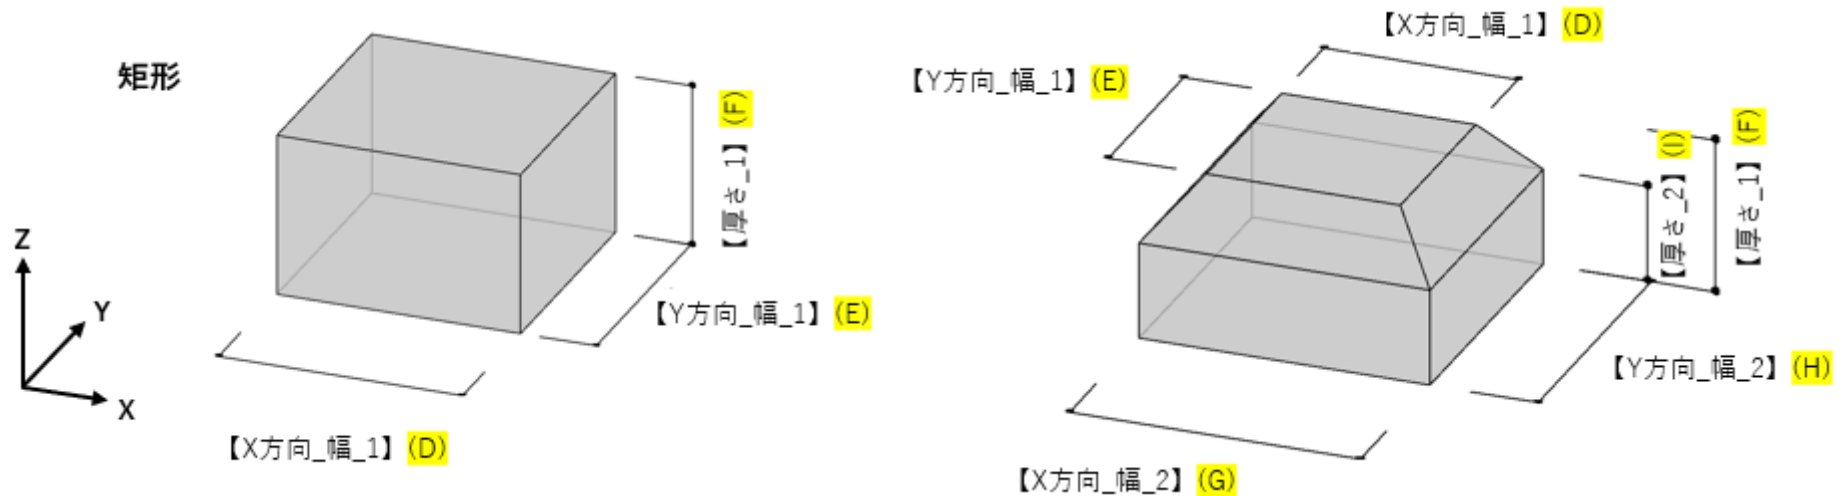 矩形
【厚さ_1】(F)
【Y方向_幅_1】(E)
【X方向_幅_1】(D)
Z
Y
X
【X方向_幅_1】(D)
【Y方向_幅_1】(E)
【厚さ_2】(I)
【厚さ_1】(F)
【Y方向_幅_2】(H)
【X方向_幅_2】(G)